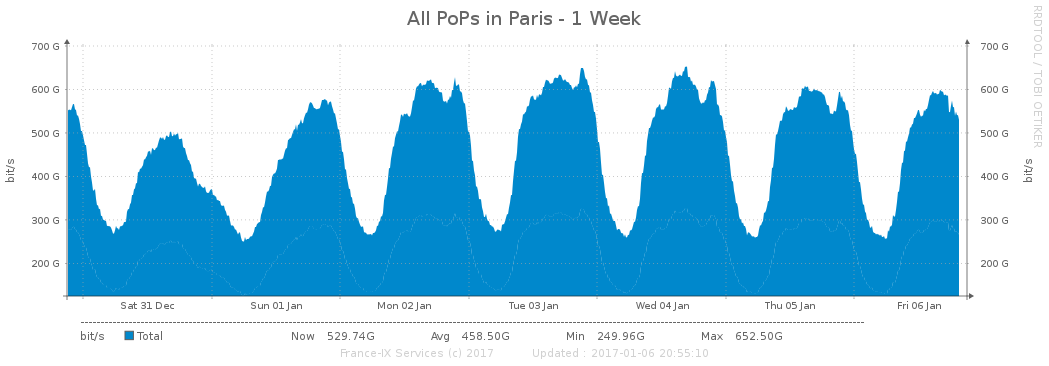 All PoPs in Paris - 1 Week
RRDTOOL / TOBI OETIKER
bit/s
700 G
600 G
500 G
400 G
300 G
200 G
700 G
600 G
500 G
400 G
300 G
200 G
bit/s
Sat 31 Dec Sun 01 Jan Mon 02 Jan Tue 03 Jan Wed 04 Jan Thu 05 Jan Fri 06 Jan
bit/s Total Now 529.74G Avg 458.50G Min 249.96G Max 652.50G
France-IX Services (c) 2017 Updated : 2017-01-06 20:55:10